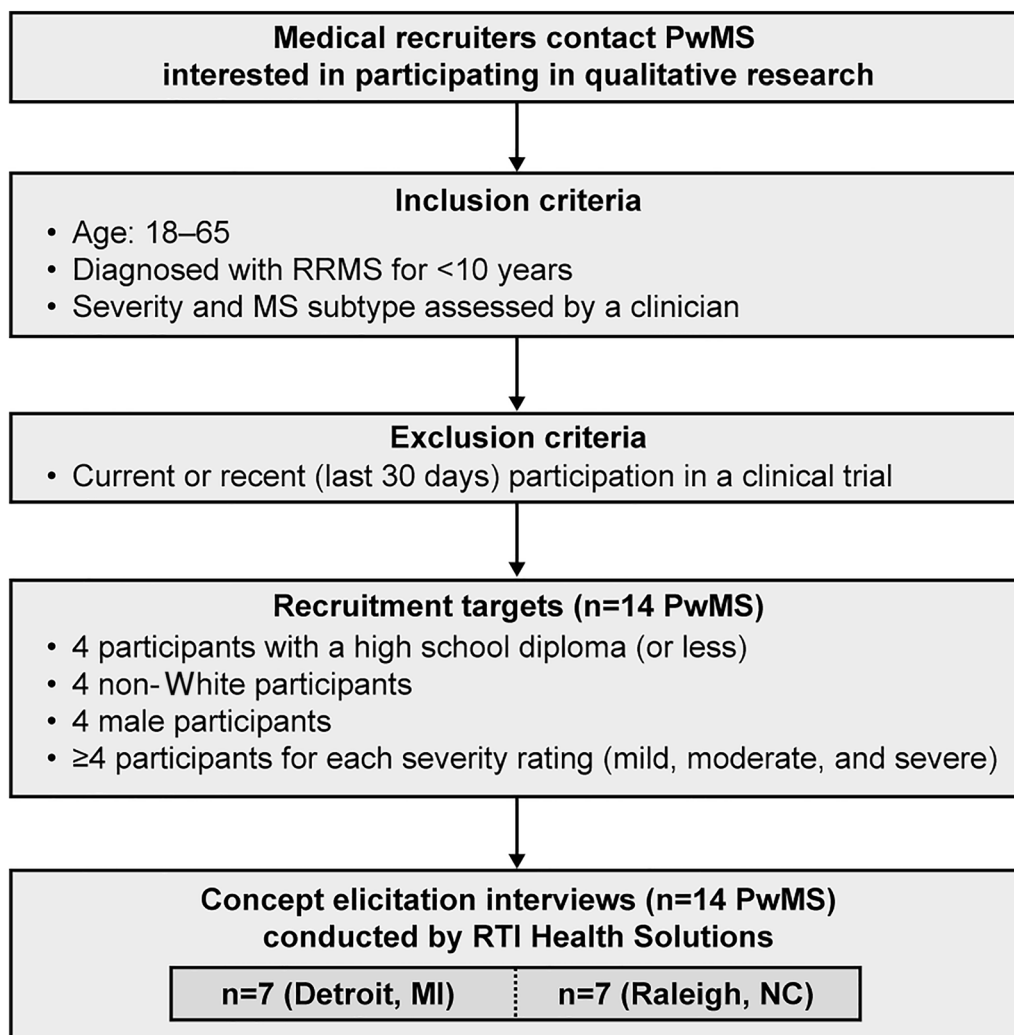 Medical recruiters contact PwMS
interested in participating in qualitative research
Inclusion criteria
• Age: 18–65
• Diagnosed with RRMS for <10 years
• Severity and MS subtype assessed by a clinician
Exclusion criteria
• Current or recent (last 30 days) participation in a clinical trial
Recruitment targets (n=14 PwMS)
• 4 participants with a high school diploma (or less)
• 4 non-White participants
• 4 male participants
• ≥4 participants for each severity rating (mild, moderate, and severe)
Concept elicitation interviews (n=14 PwMS)
conducted by RTI Health Solutions
n=7 (Detroit, MI) n=7 (Raleigh, NC)